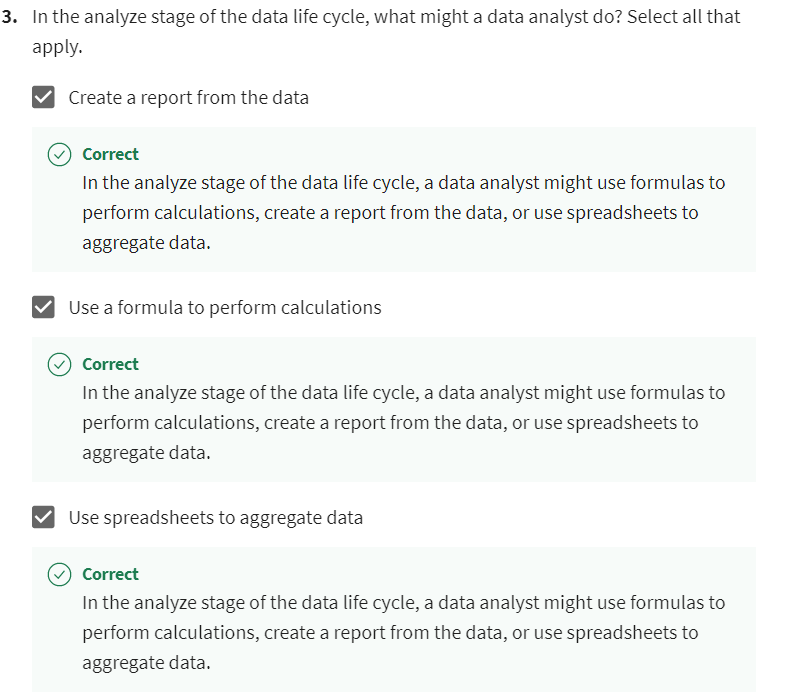 3. In the analyze stage of the data life cycle, what might a data analyst do? Select all that
apply.
Create a report from the data
Correct
In the analyze stage of the data life cycle, a data analyst might use formulas to
perform calculations, create a report from the data, or use spreadsheets to
aggregate data.
Use a formula to perform calculations
Correct
In the analyze stage of the data life cycle, a data analyst might use formulas to
perform calculations, create a report from the data, or use spreadsheets to
aggregate data.
Use spreadsheets to aggregate data
Correct
In the analyze stage of the data life cycle, a data analyst might use formulas to
perform calculations, create a report from the data, or use spreadsheets to
aggregate data.